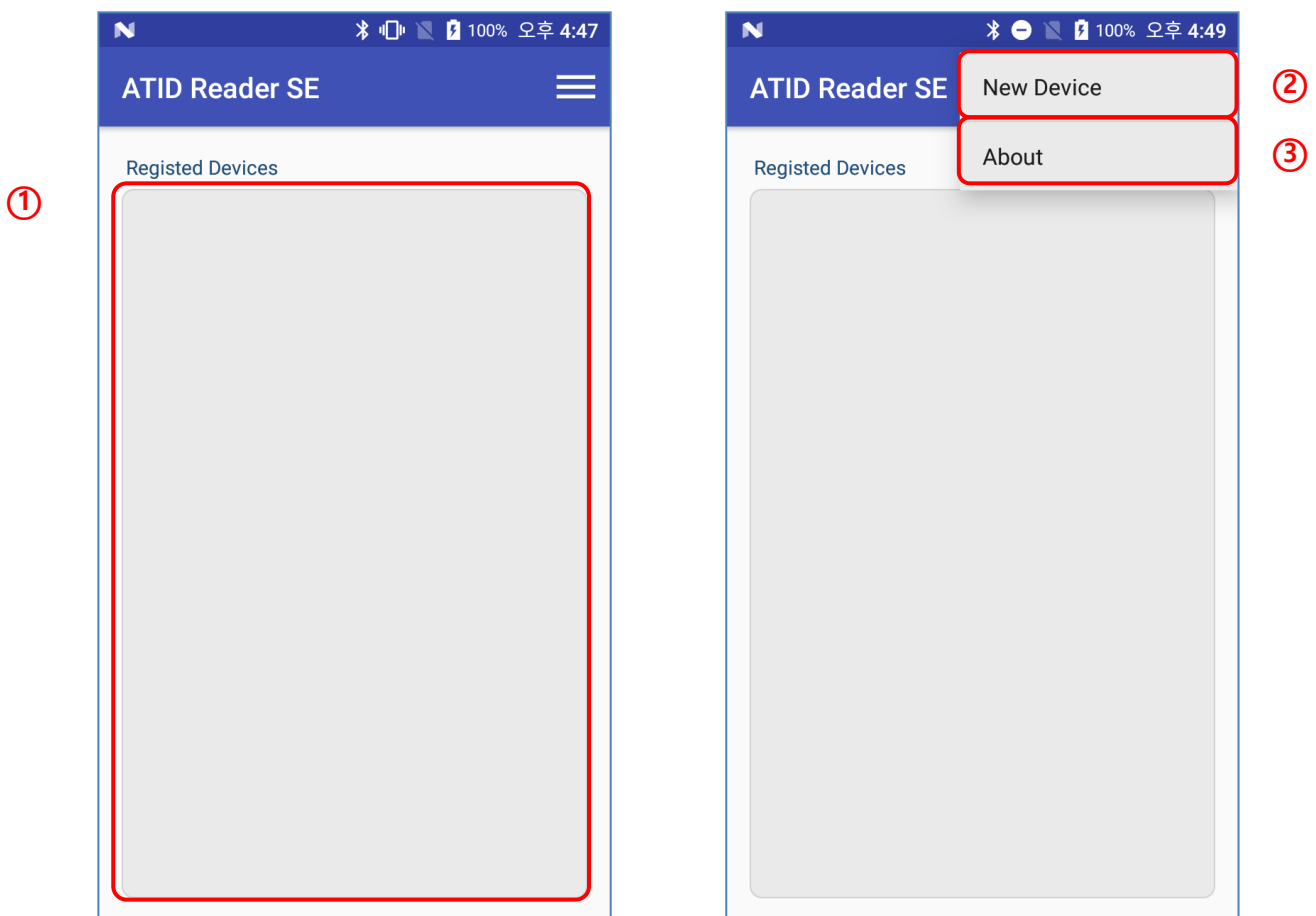 100% 오후 4:47
ATID Reader SE
Registed Devices
①
100% 오후 4:49
ATID Reader SE
New Device
②
About
③
Registed Devices